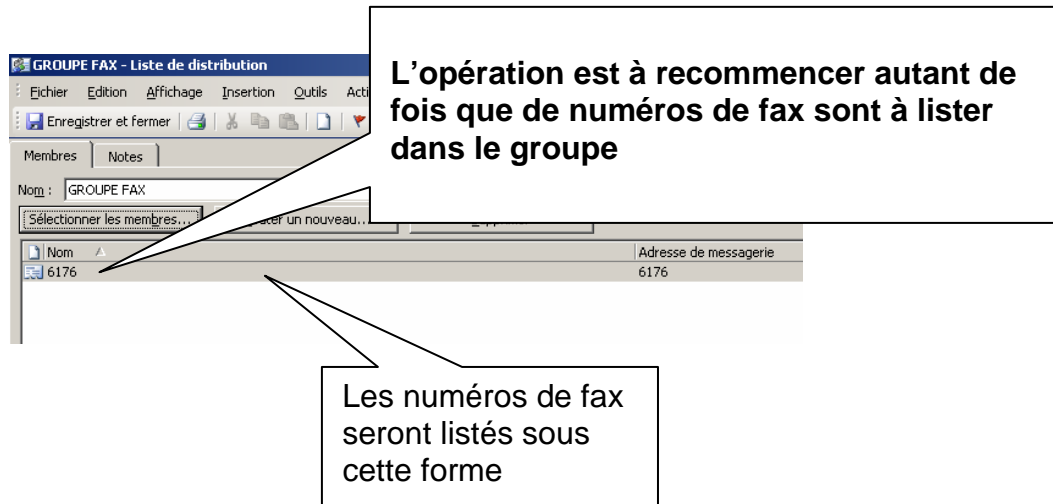 GROUPE FAX - Liste de distribution
Fichier Edition Affichage Insertion Outils
Enregistrer et fermer
Membres Notes
Nom : GROUPE FAX
Sélectionner les membres... un nouveau...
Nom Adresse de messagerie
6176 6176
L'opération est à recommencer autant de
fois que de numéros de fax sont à lister
dans le groupe
Les numéros de fax
seront listés sous
cette forme